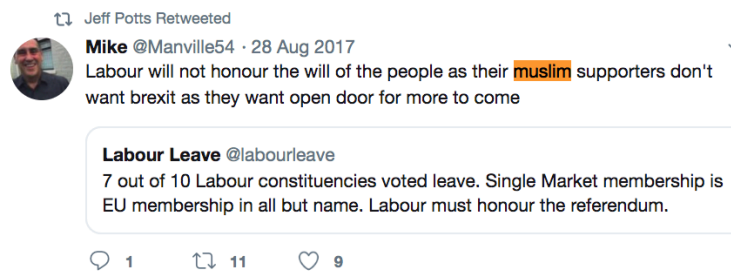 Jeff Potts Retweeted
Mike @Manville54 · 28 Aug 2017
Labour will not honour the will of the people as their muslim supporters don't
want brexit as they want open door for more to come
Labour Leave @labourleave
7 out of 10 Labour constituencies voted leave. Single Market membership is
EU membership in all but name. Labour must honour the referendum.
1 11 9